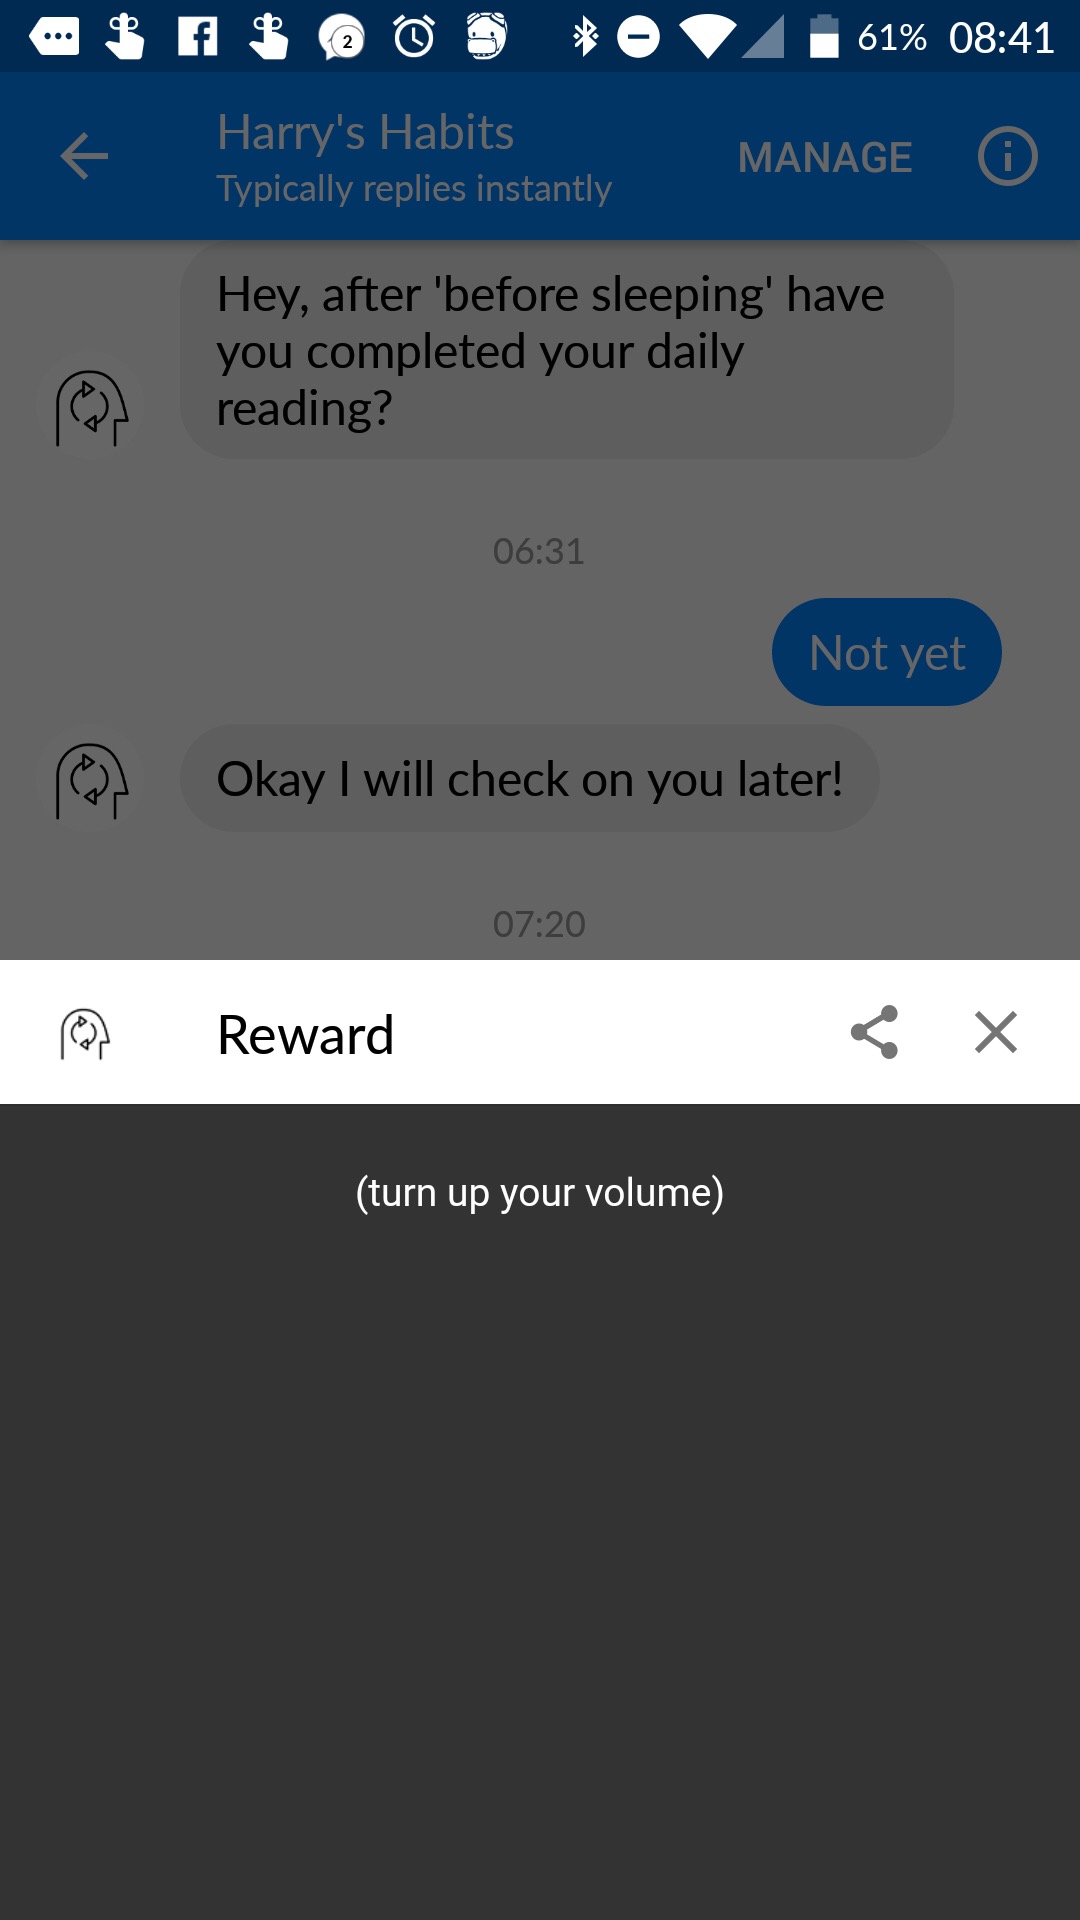 2
61%
08:41
Harry's Habits
Typically replies instantly
MANAGE
Hey, after 'before sleeping' have
you completed your daily
reading?
06:31
Not yet
Okay I will check on you later!
07:20
Reward
(turn up your volume)